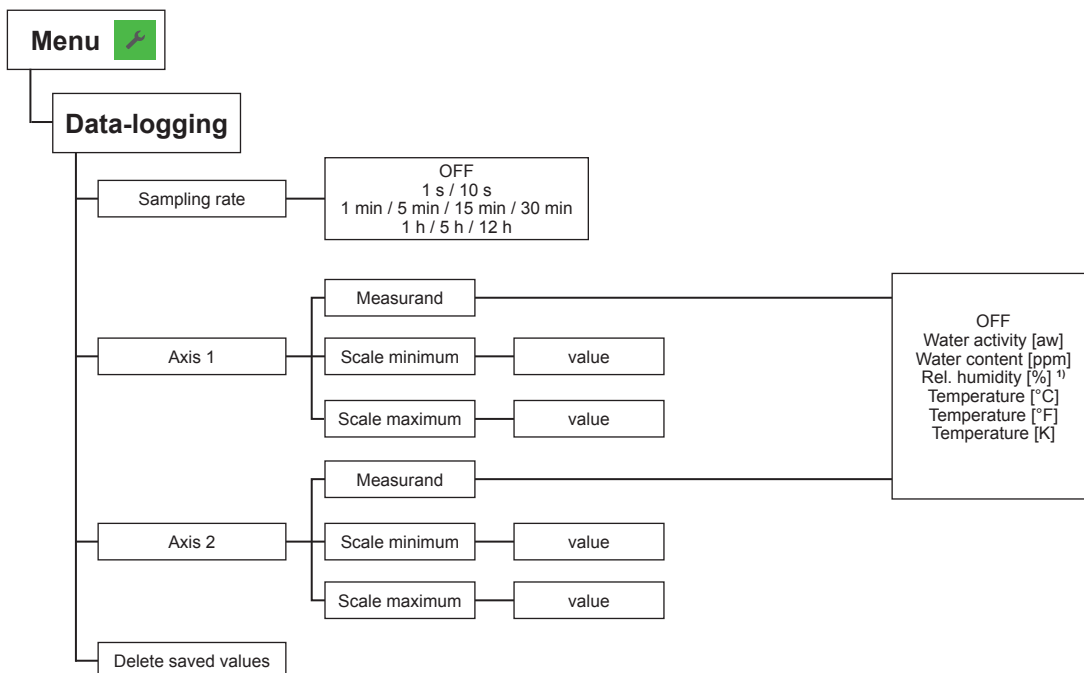 Menu
Data-logging
Sampling rate
OFF
1 s / 10 s
1 min / 5 min / 15 min / 30 min
1 h / 5 h / 12 h
Axis 1
Measurand
Scale minimum
value
Scale maximum
value
OFF
Water activity [aw]
Water content [ppm]
Rel. humidity [%] ¹⁾
Temperature [°C]
Temperature [°F]
Temperature [K]
Axis 2
Measurand
Scale minimum
value
Scale maximum
value
Delete saved values